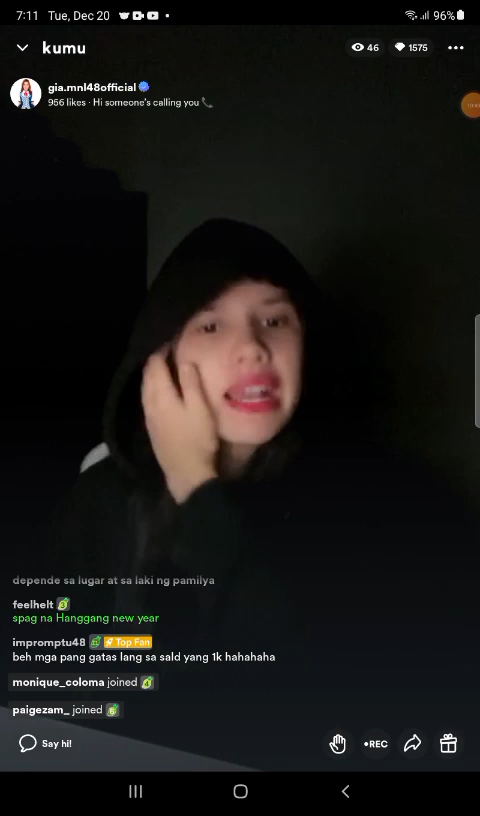 7:11 Tue, Dec 20
96%
kumu
46
1575
gia.mnl48official
956 likes · Hi someone's calling you
depende sa lugar at sa laki ng pamilya
feelhelt
spag na Hanggang new year
impromptu48 Top Fan
beh mga pang gatas lang sa sald yang 1k hahahaha
monique_coloma joined
paigezam_ joined
Say hi!
•REC